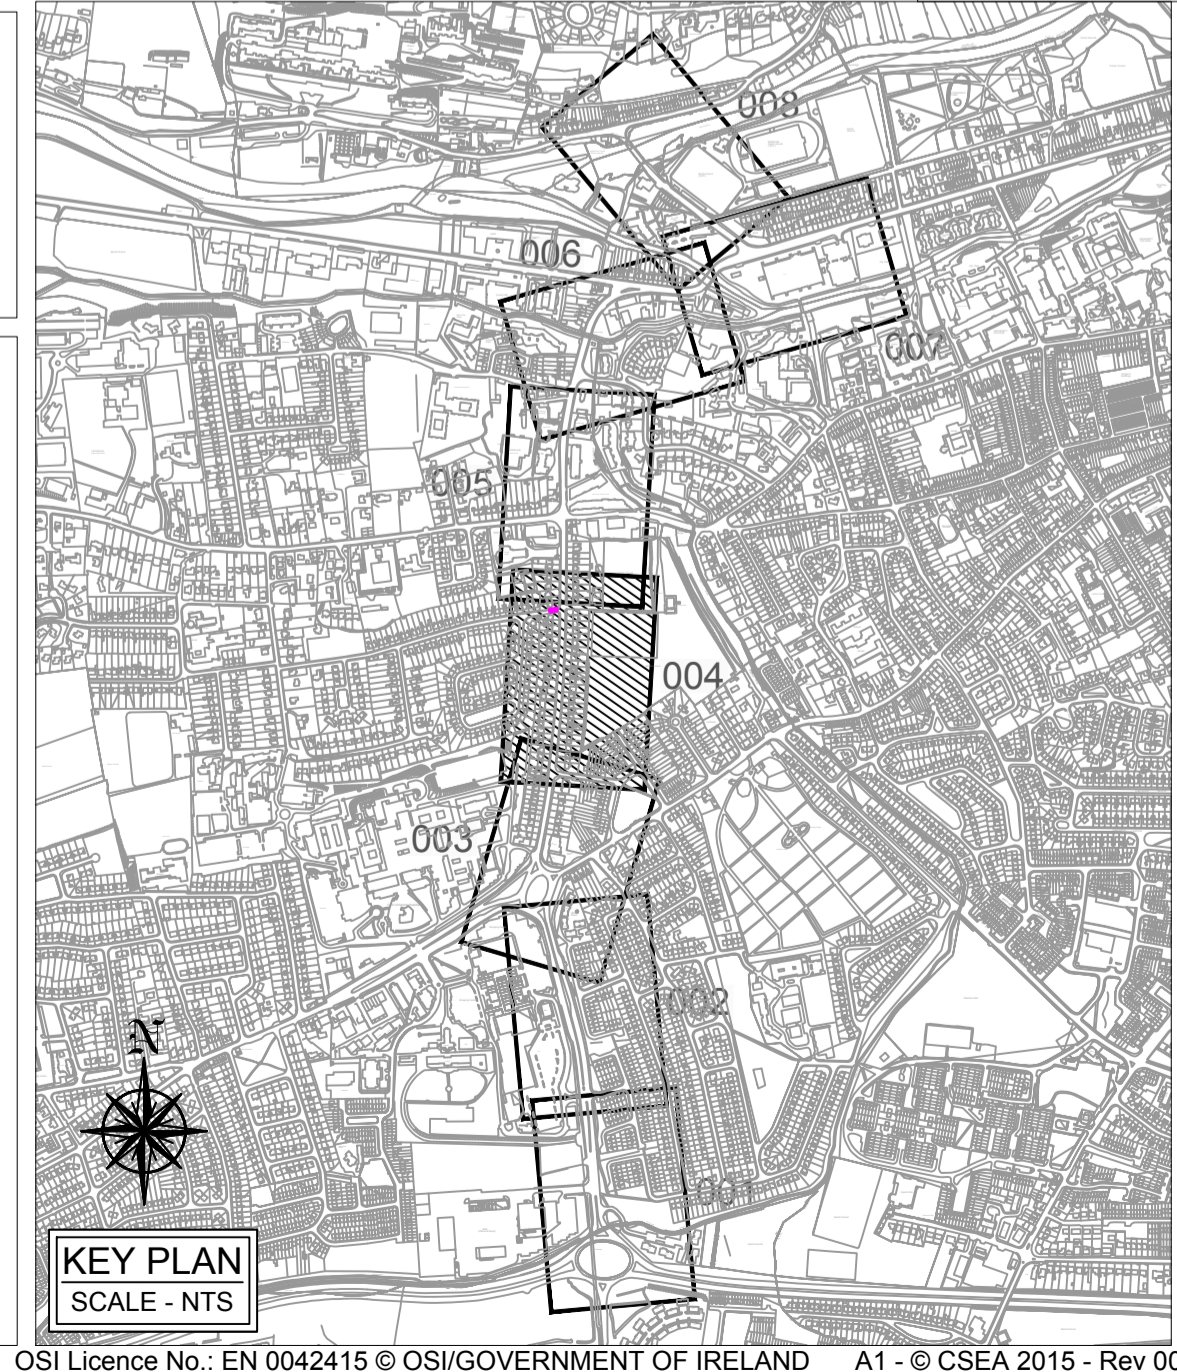 008
006
007
005
004
003
002
001
N
KEY PLAN
SCALE - NTS
OSI Licence No.: EN 0042415 © OSI/GOVERNMENT OF IRELAND A1 - © CSEA 2015 - Rev 00